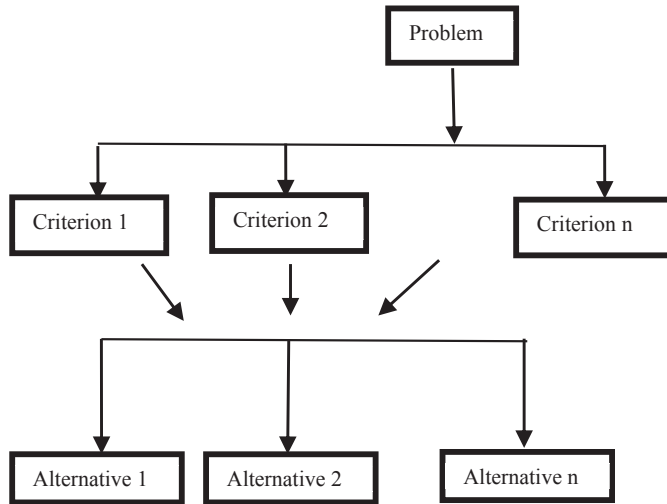 Problem
Criterion 1
Criterion 2
Criterion n
Alternative 1
Alternative 2
Alternative n